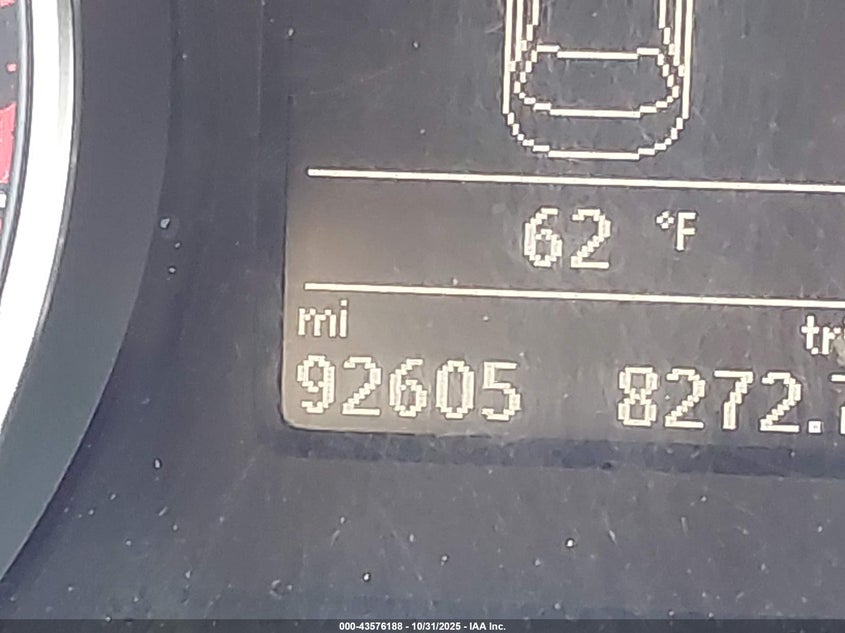 62 °F
mi
92605 8272.
000-43576188 - 10/31/2025 - IAA Inc.